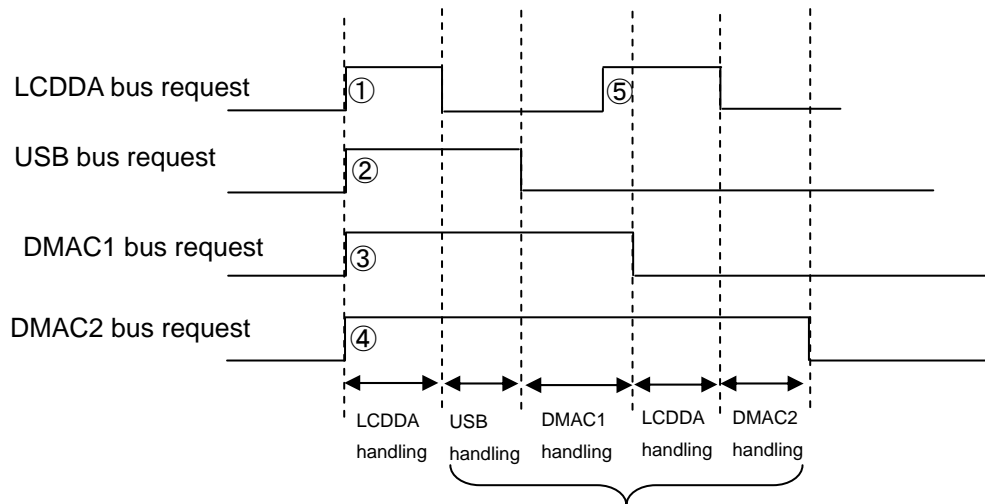 LCDDA bus request
①
⑤
USB bus request
②
DMAC1 bus request
③
DMAC2 bus request
④
LCDDA handling
USB handling
DMAC1 handling
LCDDA handling
DMAC2 handling